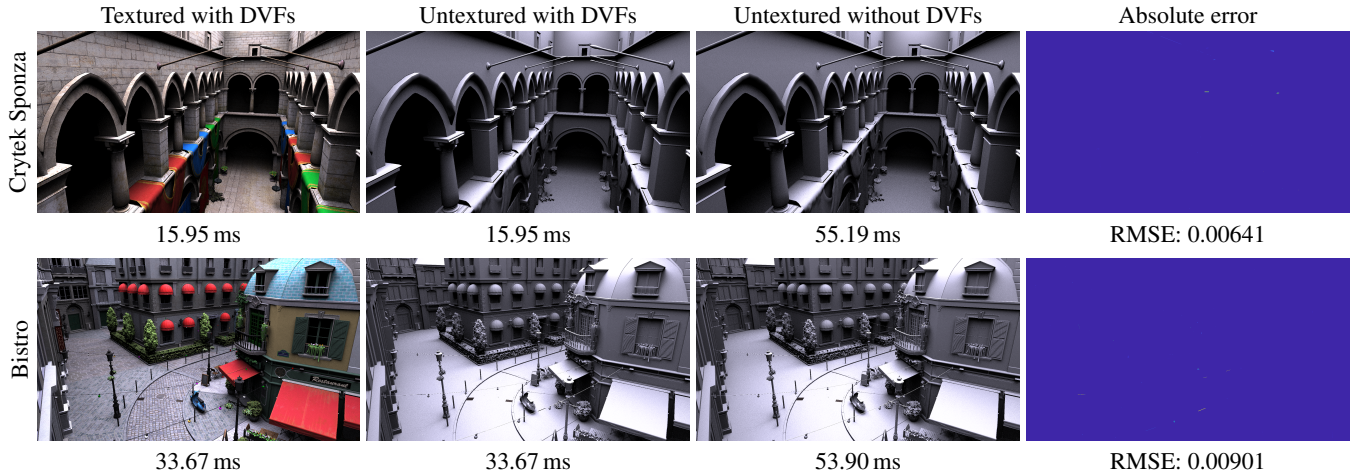 Textured with DVFs Untextured with DVFs Untextured without DVFs Absolute error
Crytek Sponza
15.95 ms 15.95 ms 55.19 ms RMSE: 0.00641
Bistro
Restaurant
33.67 ms 33.67 ms 53.90 ms RMSE: 0.00901